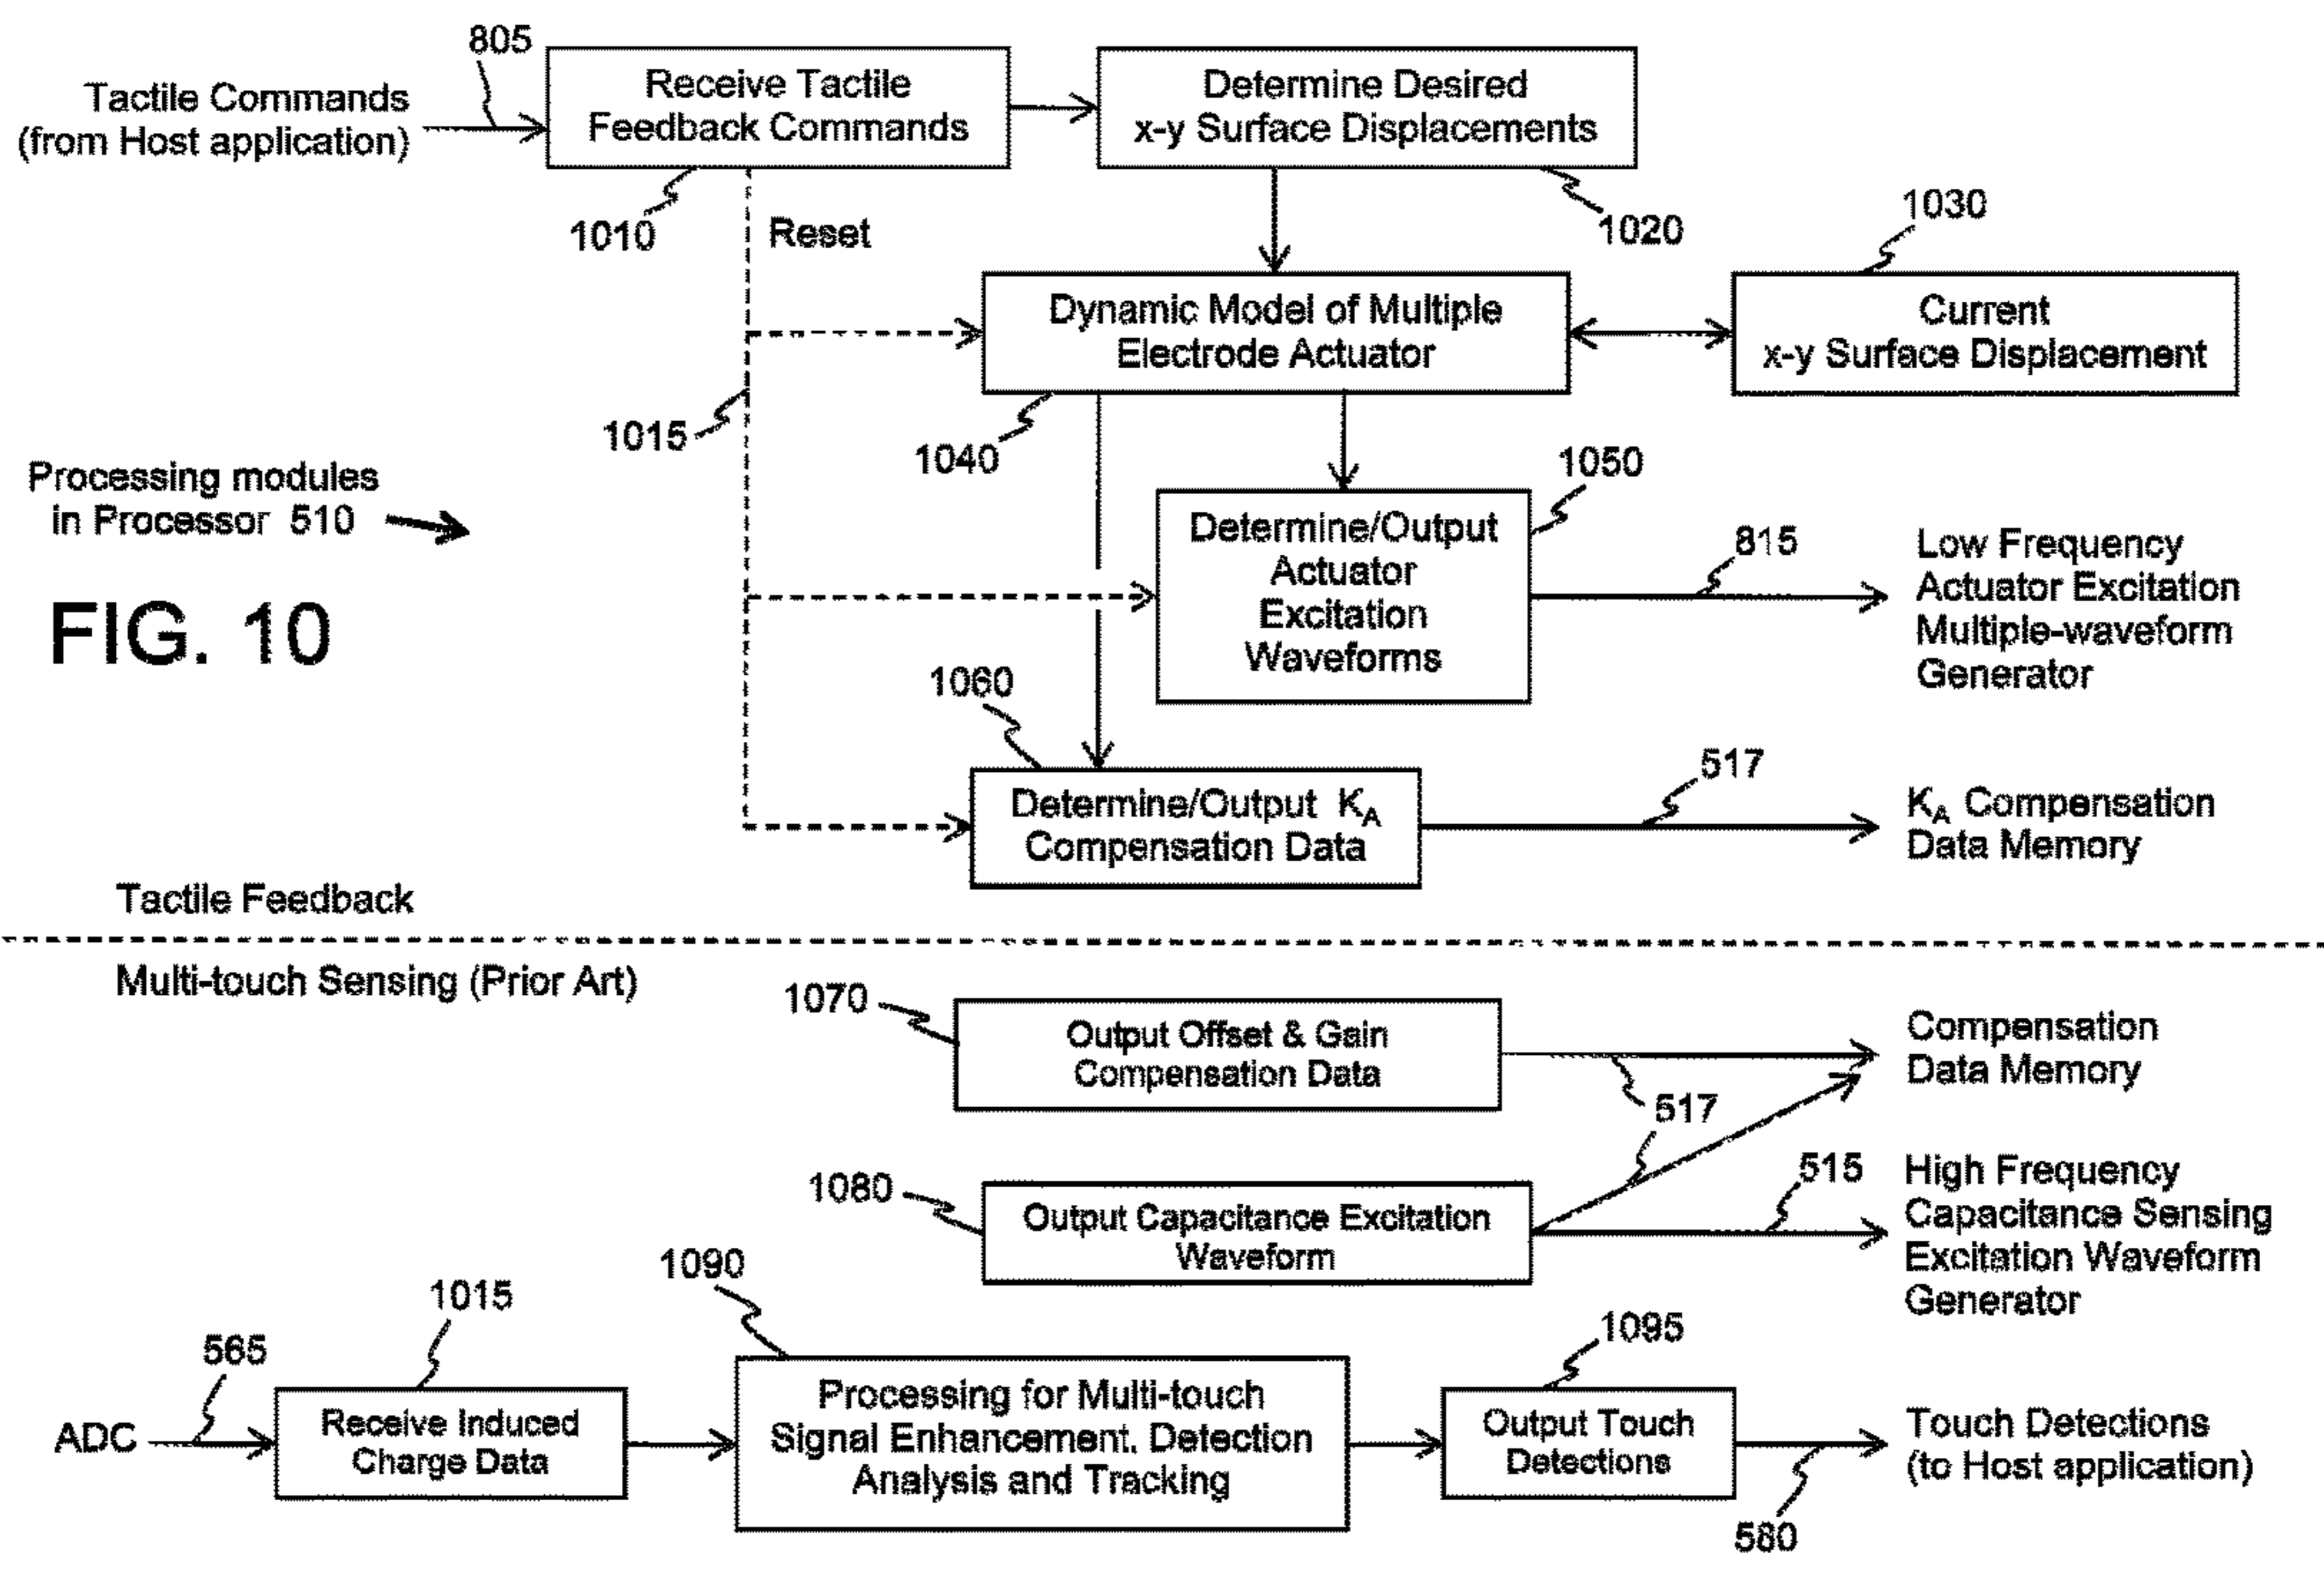 805
Tactile Commands
(from Host application)
Receive Tactile
Feedback Commands
Determine Desired
x-y Surface Displacements
1010
Reset
1020
1030
Dynamic Model of Multiple
Electrode Actuator
Current
x-y Surface Displacement
1015
1040
1050
Processing modules
in Processor 510
FIG. 10
Determine/Output
Actuator
Excitation
Waveforms
815
Low Frequency
Actuator Excitation
Multiple-waveform
Generator
1060
Determine/Output KA
Compensation Data
517
KA Compensation
Data Memory
Tactile Feedback
Multi-touch Sensing (Prior Art)
1070
Output Offset & Gain
Compensation Data
Compensation
Data Memory
517
1080
Output Capacitance Excitation
Waveform
515
High Frequency
Capacitance Sensing
Excitation Waveform
Generator
1090
1015
565
ADC
Receive Induced
Charge Data
Processing for Multi-touch
Signal Enhancement, Detection
Analysis and Tracking
1095
Output Touch
Detections
Touch Detections
(to Host application)
580